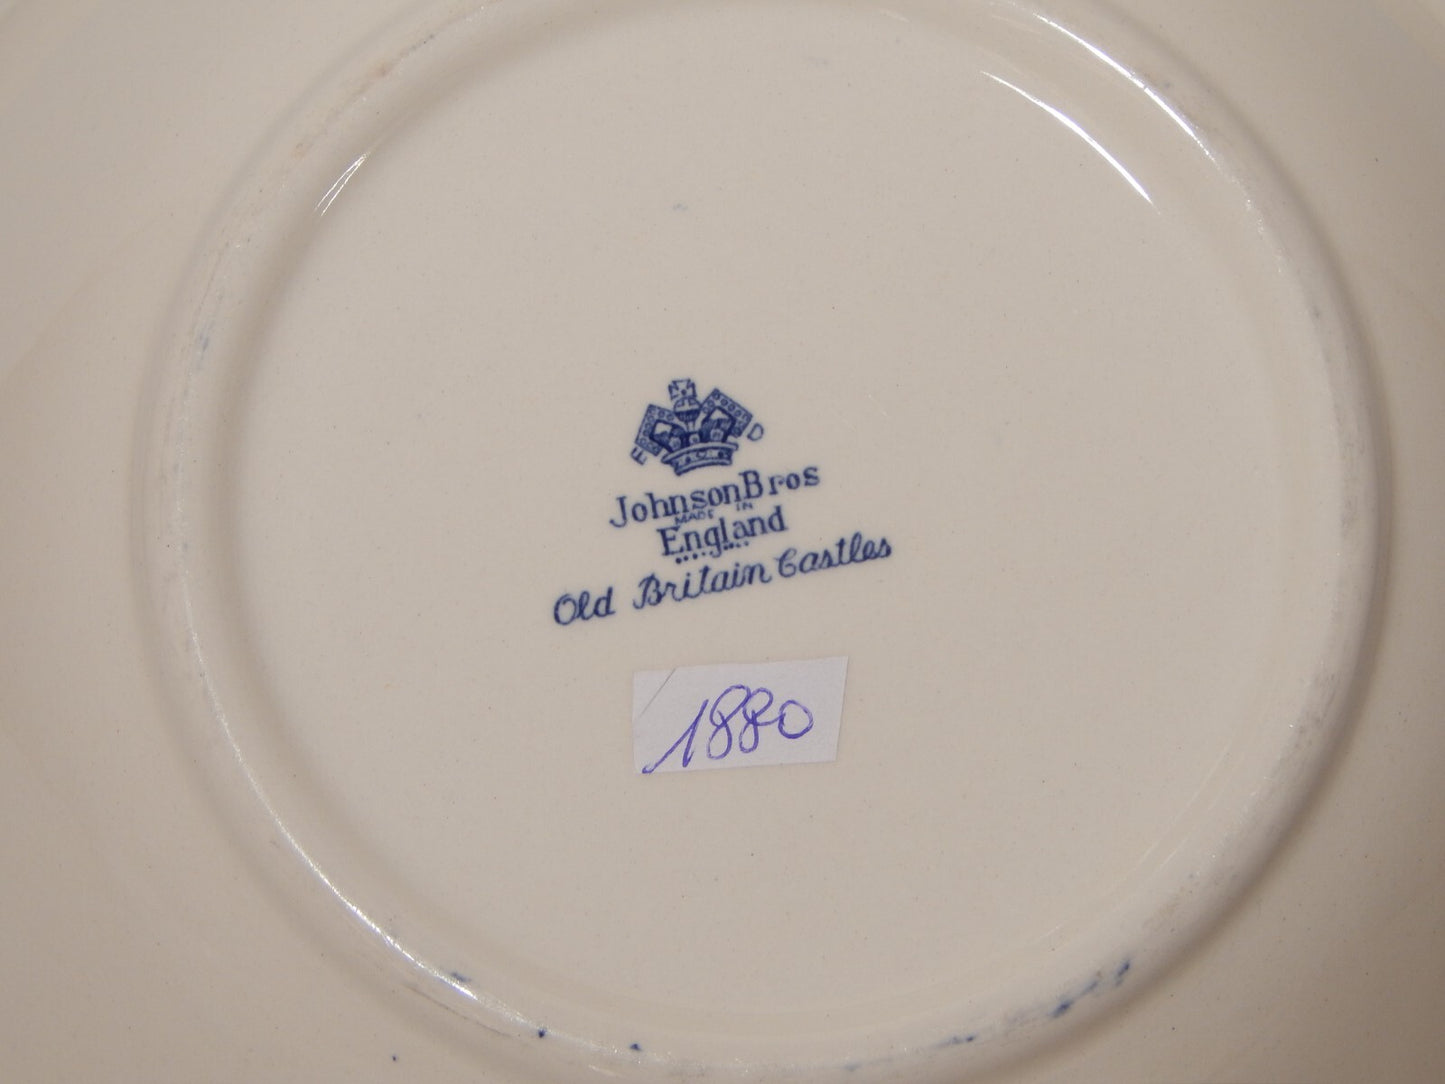 E D
Johnson Bros
MADE IN
England
Old Britain Castles
1880